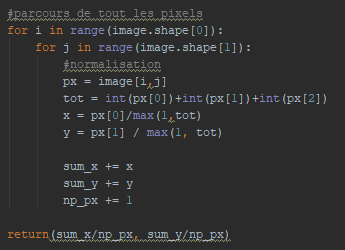 #parcours de tout les pixels
for i in range(image.shape[0]):
for j in range(image.shape[1]):
#normalisation
px = image[i,j]
tot = int(px[0])+int(px[1])+int(px[2])
x = px[0]/max(1,tot)
y = px[1] / max(1, tot)
sum_x += x
sum_y += y
np_px += 1
return(sum_x/np_px, sum_y/np_px)